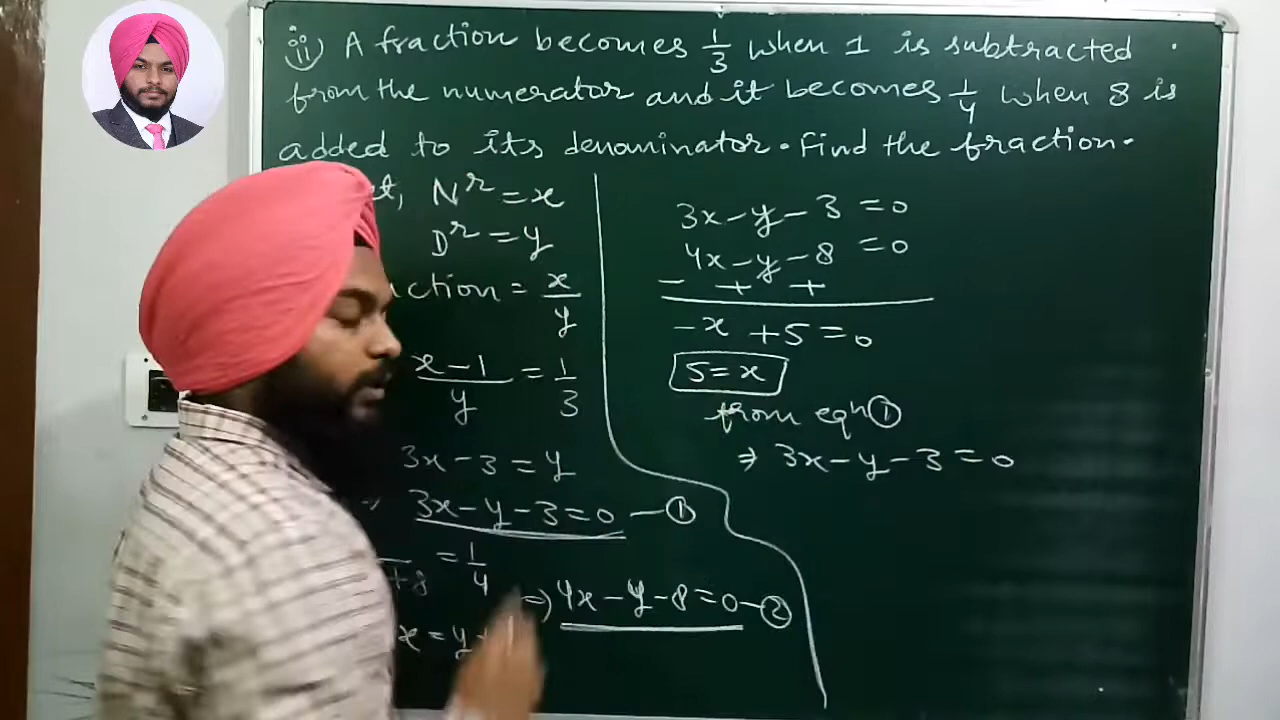 ii) A fraction becomes 1/3 when 1 is subtracted
from the numerator and it becomes 1/4 when 8 is
added to its denominator. Find the fraction.
Nʳ = x
Dʳ = y
= x/y
(x-1)/y = 1/3
3x - 3 = y
3x - y - 3 = 0 — ①
+8 = 1/4
x = y +
⇒ 4x - y - 8 = 0 — ②
3x - y - 3 = 0
4x - y - 8 = 0
- + +
-x + 5 = 0
5 = x
from eqn ①
⇒ 3x - y - 3 = 0